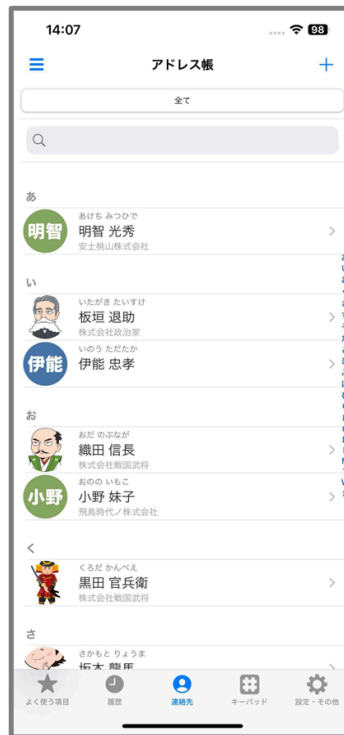 14:07
98
アドレス帳
全て
あ
明智
あけち みつひで
明智 光秀
安土桃山株式会社
い
いたがき たいすけ
板垣 退助
株式会社政治家
伊能
いのう ただたか
伊能 忠孝
お
おだ のぶなが
織田 信長
株式会社戦国武将
小野
おのの いもこ
小野 妹子
飛鳥時代ノ株式会社
く
くろだ かんべえ
黒田 官兵衛
株式会社戦国武将
さ
さかもと りょうま
坂本 龍馬
よく使う項目
履歴
連絡先
キーパッド
設定・その他